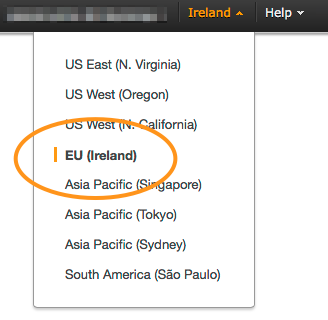 Ireland Help
US East (N. Virginia)
US West (Oregon)
US West (N. California)
EU (Ireland)
Asia Pacific (Singapore)
Asia Pacific (Tokyo)
Asia Pacific (Sydney)
South America (São Paulo)